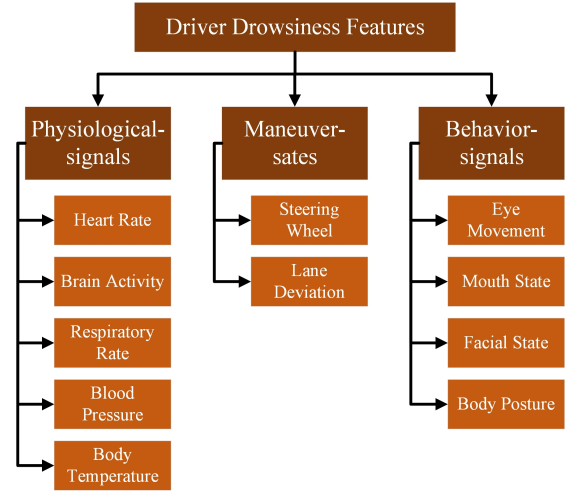 Driver Drowsiness Features
Physiological-
signals
Heart Rate
Brain Activity
Respiratory
Rate
Blood
Pressure
Body
Temperature
Maneuver-
sates
Steering
Wheel
Lane
Deviation
Behavior-
signals
Eye
Movement
Mouth State
Facial State
Body Posture